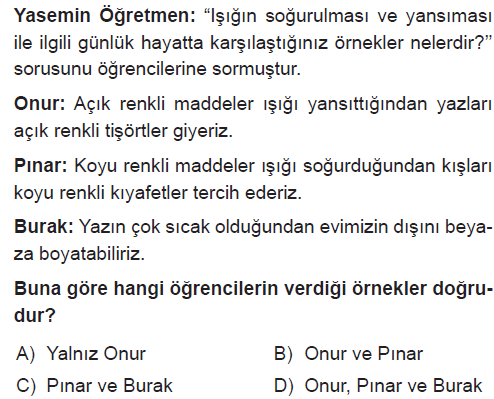 Yasemin Öğretmen: “Işığın soğurulması ve yansıması
ile ilgili günlük hayatta karşılaştığınız örnekler nelerdir?”
sorusunu öğrencilerine sormuştur.
Onur: Açık renkli maddeler ışığı yansıttığından yazları
açık renkli tişörtler giyeriz.
Pınar: Koyu renkli maddeler ışığı soğurduğundan kışları
koyu renkli kıyafetler tercih ederiz.
Burak: Yazın çok sıcak olduğundan evimizin dışını beya-
za boyatabiliriz.
Buna göre hangi öğrencilerin verdiği örnekler doğru-
dur?
A) Yalnız Onur B) Onur ve Pınar
C) Pınar ve Burak D) Onur, Pınar ve Burak